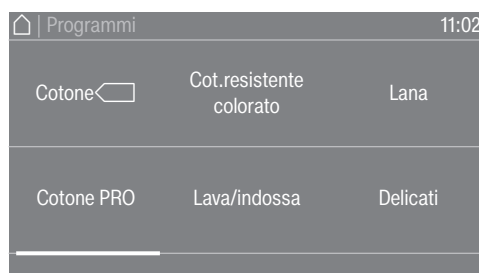 | Programmi 11:02
Cotone
Cot.resistente
colorato
Lana
Cotone PRO
Lava/indossa
Delicati